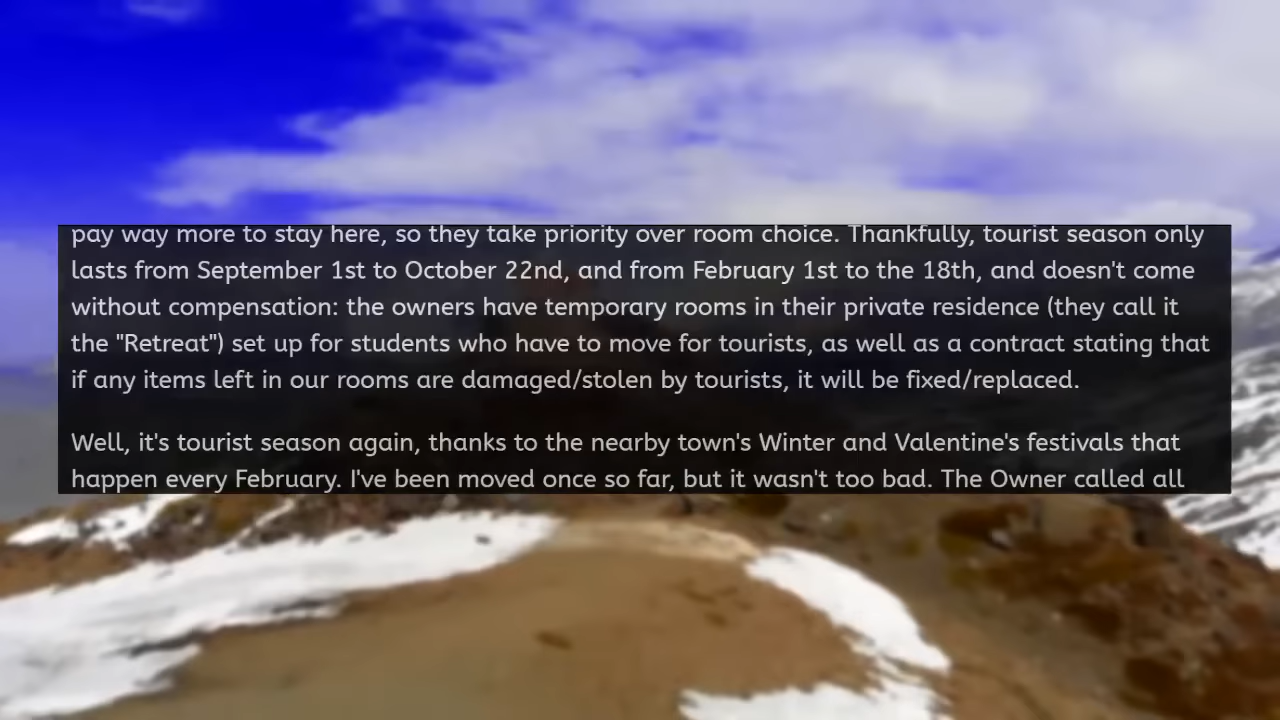 pay way more to stay here, so they take priority over room choice. Thankfully, tourist season only
lasts from September 1st to October 22nd, and from February 1st to the 18th, and doesn't come
without compensation: the owners have temporary rooms in their private residence (they call it
the "Retreat") set up for students who have to move for tourists, as well as a contract stating that
if any items left in our rooms are damaged/stolen by tourists, it will be fixed/replaced.
Well, it's tourist season again, thanks to the nearby town's Winter and Valentine's festivals that
happen every February. I've been moved once so far, but it wasn't too bad. The Owner called all